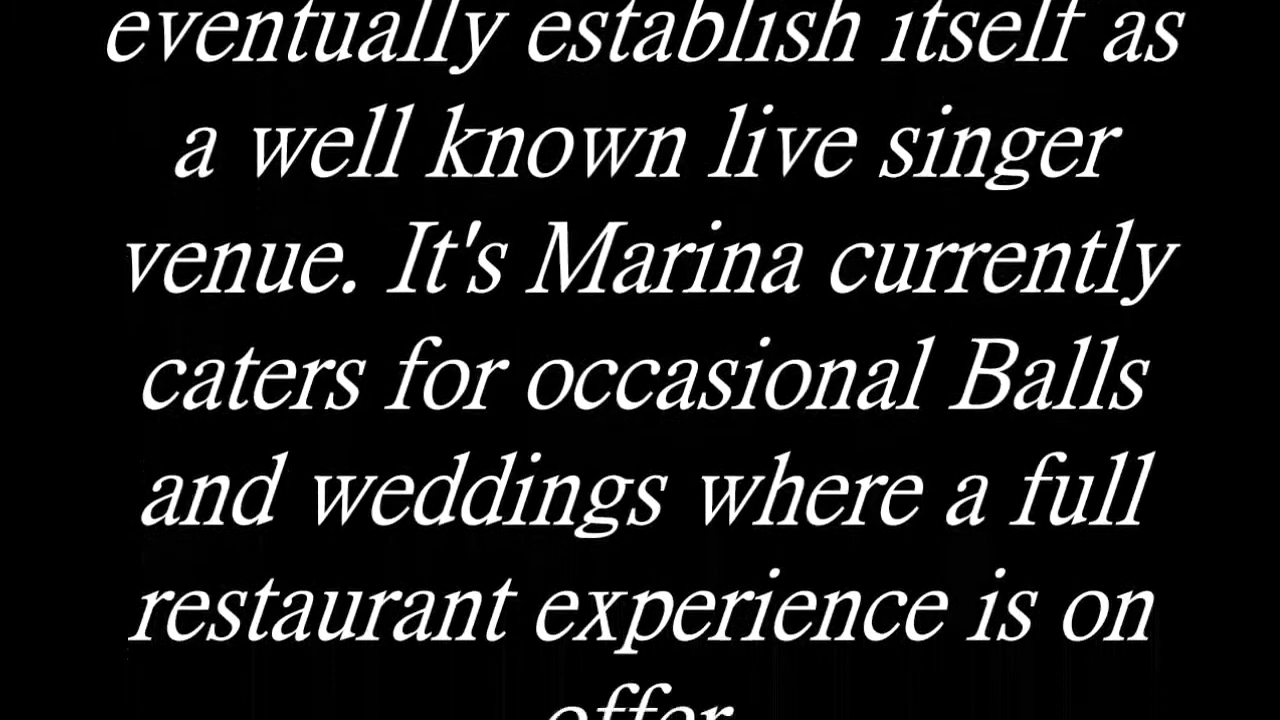 eventually establish itself as
a well known live singer
venue. It's Marina currently
caters for occasional Balls
and weddings where a full
restaurant experience is on
offer